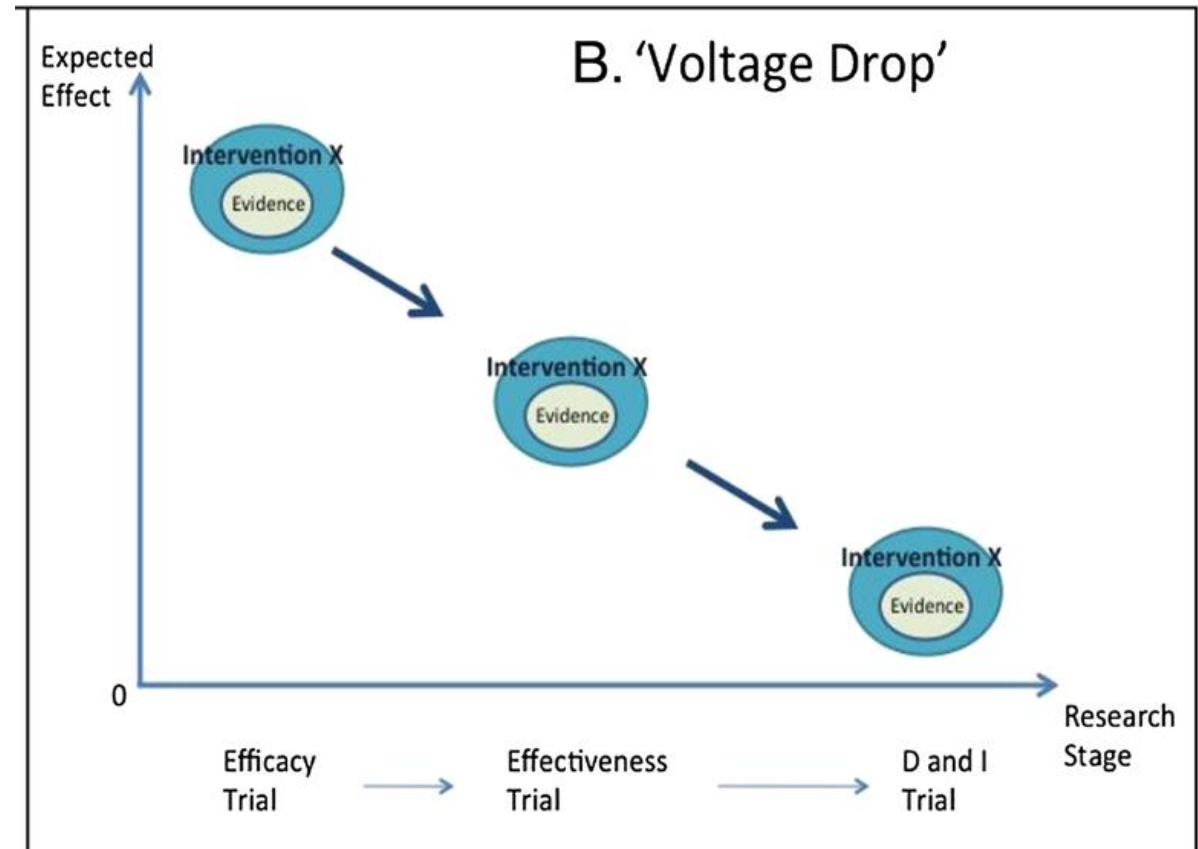 Expected
Effect
B. ‘Voltage Drop’
Intervention X
Evidence
Intervention X
Evidence
Intervention X
Evidence
0
Research
Stage
Efficacy
Trial
Effectiveness
Trial
D and I
Trial